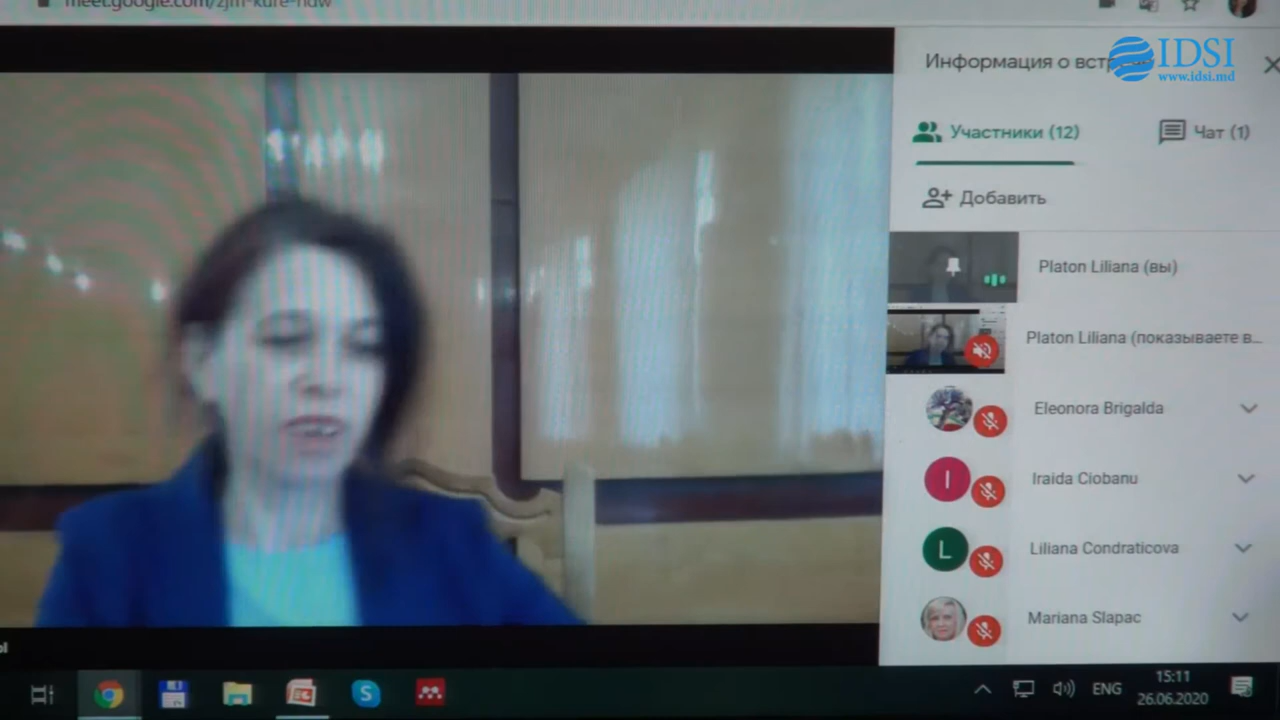 meet.google.com/zjm-kufe-hdw
Информация о вст
IDSI
www.idsi.md
Участники (12)
Чат (1)
Добавить
Platon Liliana (вы)
Platon Liliana (показываете в...
Eleonora Brigalda
I
Iraida Ciobanu
L
Liliana Condraticova
Mariana Slapac
ENG
15:11
26.06.2020